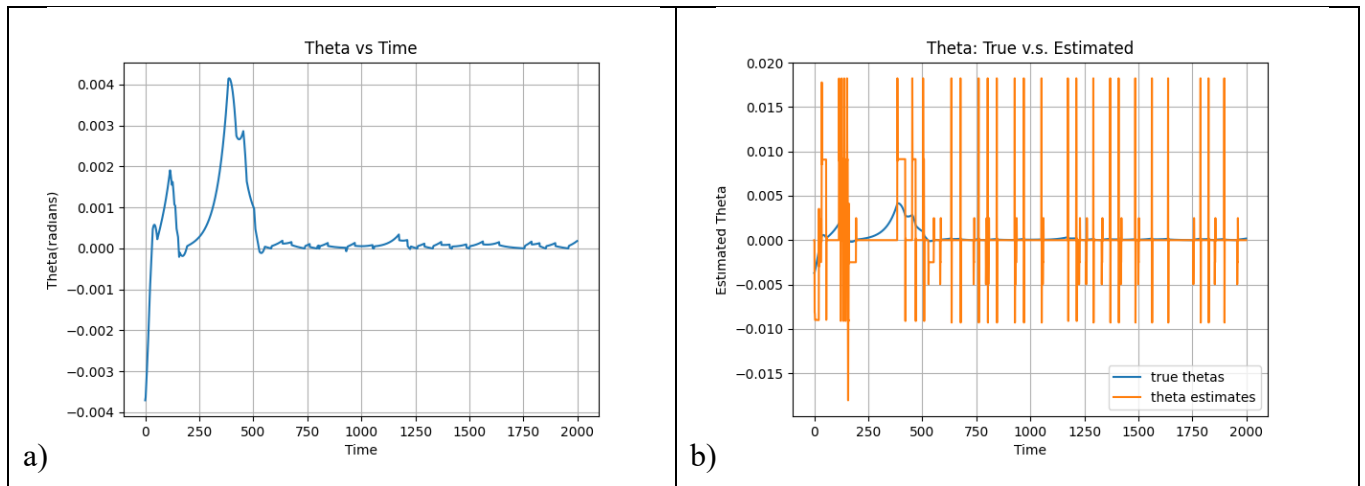 Theta vs Time
Theta(radians)
0.004
0.003
0.002
0.001
0.000
−0.001
−0.002
−0.003
−0.004
0 250 500 750 1000 1250 1500 1750 2000
Time
a)
Theta: True v.s. Estimated
Estimated Theta
0.020
0.015
0.010
0.005
0.000
−0.005
−0.010
−0.015
true thetas
theta estimates
0 250 500 750 1000 1250 1500 1750 2000
Time
b)